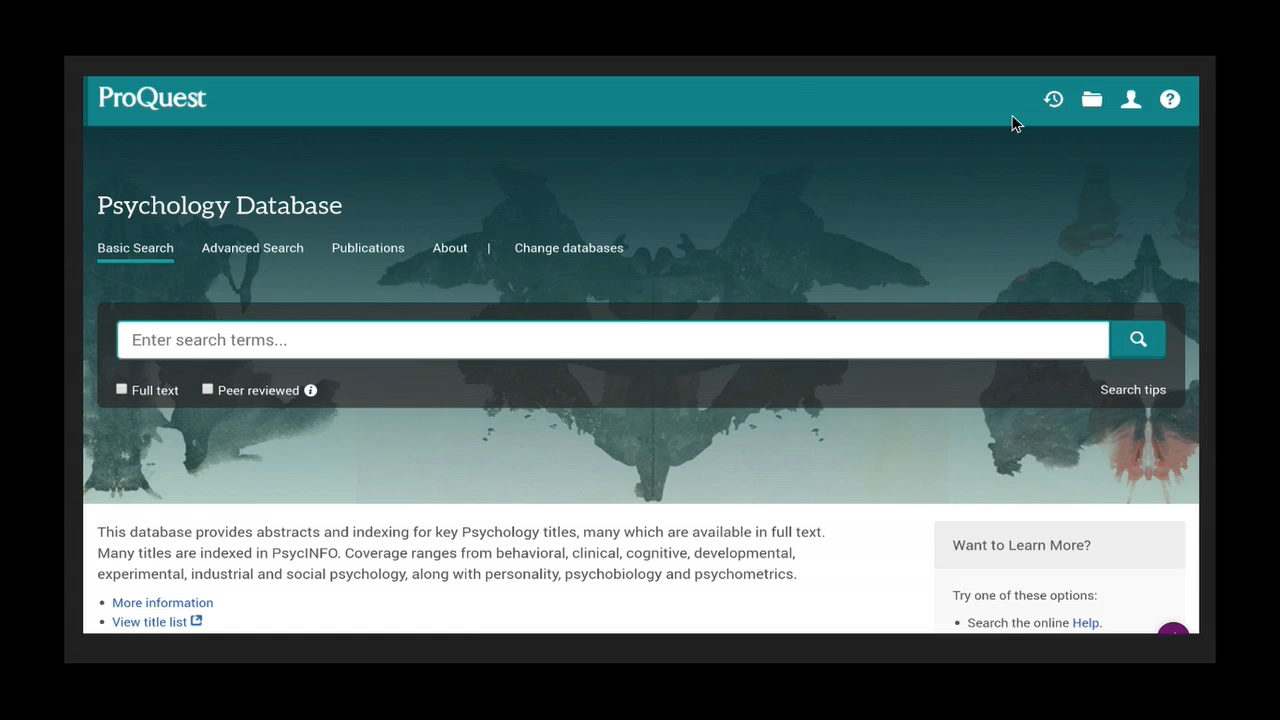 ProQuest
Psychology Database
Basic Search Advanced Search Publications About | Change databases
Enter search terms...
Full text Peer reviewed
Search tips
This database provides abstracts and indexing for key Psychology titles, many which are available in full text.
Many titles are indexed in PsycINFO. Coverage ranges from behavioral, clinical, cognitive, developmental,
experimental, industrial and social psychology, along with personality, psychobiology and psychometrics.
• More information
• View title list
Want to Learn More?
Try one of these options:
• Search the online Help.